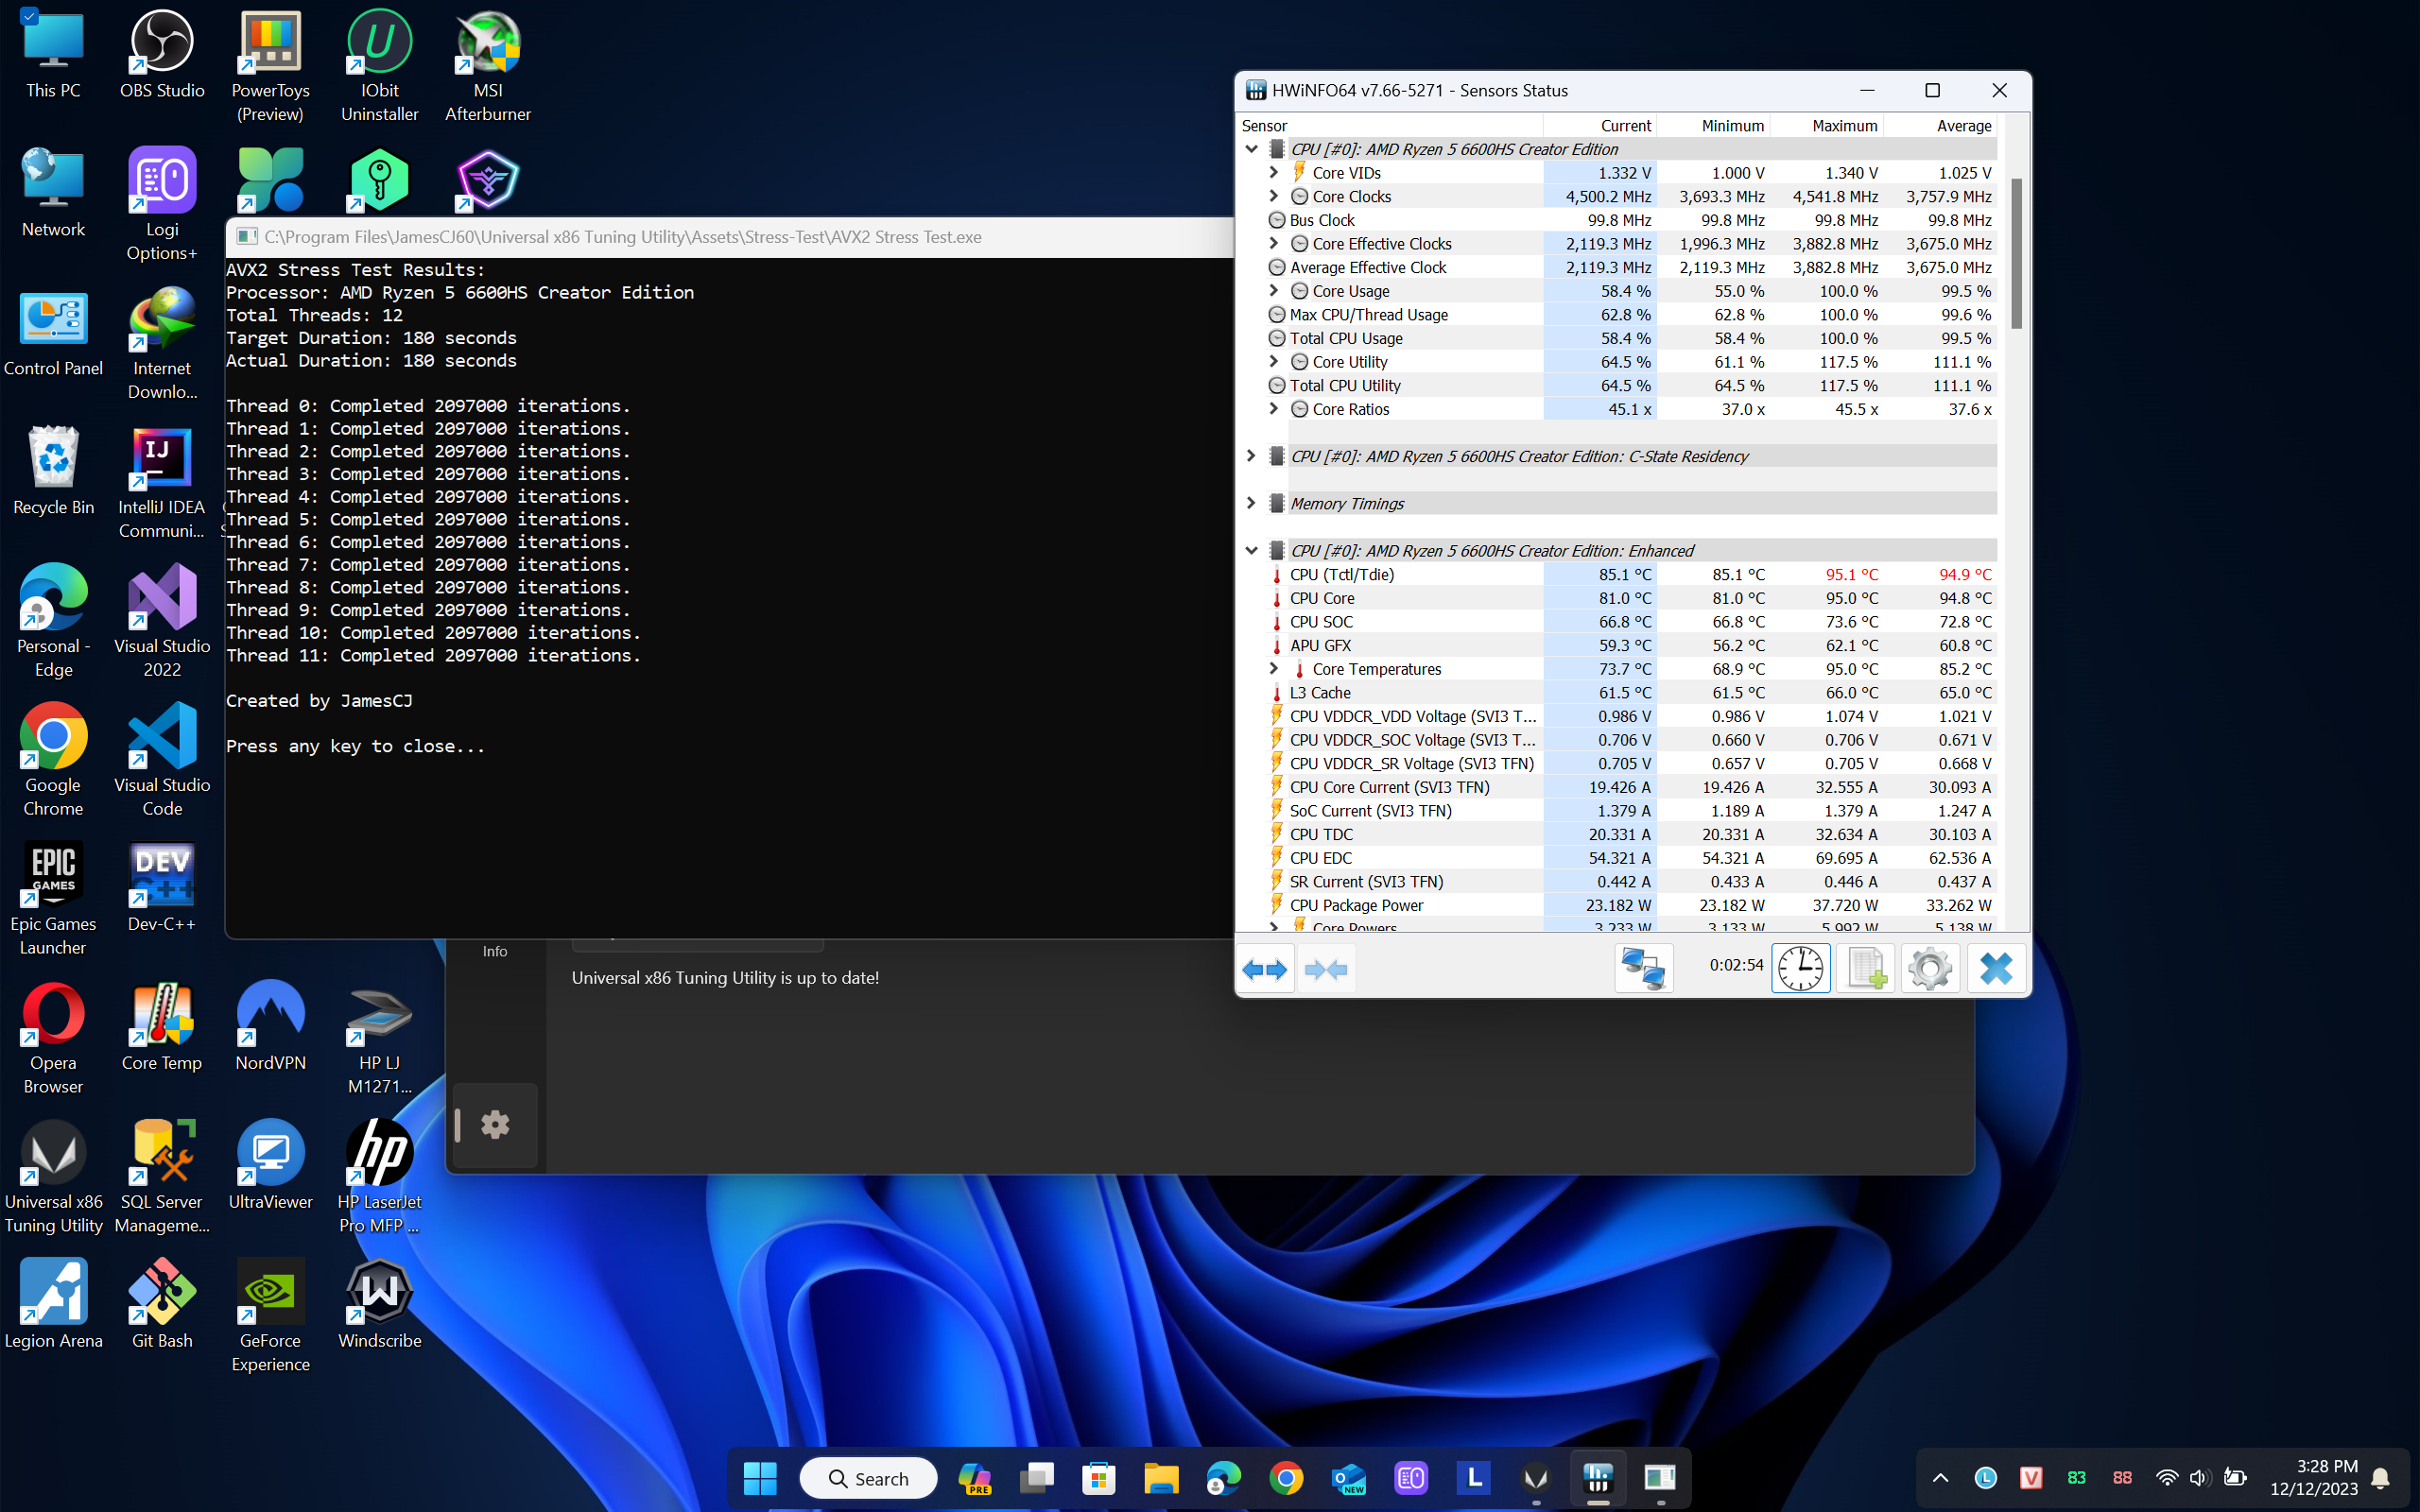 This PC
OBS Studio
PowerToys
(Preview)
IObit
Uninstaller
MSI
Afterburner
Network
Logi
Options+
Control Panel
Internet
Downlo...
Recycle Bin
IntelliJ IDEA
Communi...
Personal -
Edge
Visual Studio
2022
Google
Chrome
Visual Studio
Code
EPIC
GAMES
Epic Games
Launcher
DEV
C++
Dev-C++
Opera
Browser
Core Temp
NordVPN
HP LJ
M1271...
Universal x86
Tuning Utility
SQL Server
Manageme...
UltraViewer
HP LaserJet
Pro MFP ...
Legion Arena
Git Bash
GeForce
Experience
Windscribe
C:\Program Files\JamesCJ60\Universal x86 Tuning Utility\Assets\Stress-Test\AVX2 Stress Test.exe
AVX2 Stress Test Results:
Processor: AMD Ryzen 5 6600HS Creator Edition
Total Threads: 12
Target Duration: 180 seconds
Actual Duration: 180 seconds
Thread 0: Completed 2097000 iterations.
Thread 1: Completed 2097000 iterations.
Thread 2: Completed 2097000 iterations.
Thread 3: Completed 2097000 iterations.
Thread 4: Completed 2097000 iterations.
Thread 5: Completed 2097000 iterations.
Thread 6: Completed 2097000 iterations.
Thread 7: Completed 2097000 iterations.
Thread 8: Completed 2097000 iterations.
Thread 9: Completed 2097000 iterations.
Thread 10: Completed 2097000 iterations.
Thread 11: Completed 2097000 iterations.
Created by JamesCJ
Press any key to close...
Info
Universal x86 Tuning Utility is up to date!
HWiNFO64 v7.66-5271 - Sensors Status
Sensor Current Minimum Maximum Average
CPU [#0]: AMD Ryzen 5 6600HS Creator Edition
Core VIDs 1.332 V 1.000 V 1.340 V 1.025 V
Core Clocks 4,500.2 MHz 3,693.3 MHz 4,541.8 MHz 3,757.9 MHz
Bus Clock 99.8 MHz 99.8 MHz 99.8 MHz 99.8 MHz
Core Effective Clocks 2,119.3 MHz 1,996.3 MHz 3,882.8 MHz 3,675.0 MHz
Average Effective Clock 2,119.3 MHz 2,119.3 MHz 3,882.8 MHz 3,675.0 MHz
Core Usage 58.4 % 55.0 % 100.0 % 99.5 %
Max CPU/Thread Usage 62.8 % 62.8 % 100.0 % 99.6 %
Total CPU Usage 58.4 % 58.4 % 100.0 % 99.5 %
Core Utility 64.5 % 61.1 % 117.5 % 111.1 %
Total CPU Utility 64.5 % 64.5 % 117.5 % 111.1 %
Core Ratios 45.1 x 37.0 x 45.5 x 37.6 x
CPU [#0]: AMD Ryzen 5 6600HS Creator Edition: C-State Residency
Memory Timings
CPU [#0]: AMD Ryzen 5 6600HS Creator Edition: Enhanced
CPU (Tctl/Tdie) 85.1 °C 85.1 °C 95.1 °C 94.9 °C
CPU Core 81.0 °C 81.0 °C 95.0 °C 94.8 °C
CPU SOC 66.8 °C 66.8 °C 73.6 °C 72.8 °C
APU GFX 59.3 °C 56.2 °C 62.1 °C 60.8 °C
Core Temperatures 73.7 °C 68.9 °C 95.0 °C 85.2 °C
L3 Cache 61.5 °C 61.5 °C 66.0 °C 65.0 °C
CPU VDDCR_VDD Voltage (SVI3 T... 0.986 V 0.986 V 1.074 V 1.021 V
CPU VDDCR_SOC Voltage (SVI3 T... 0.706 V 0.660 V 0.706 V 0.671 V
CPU VDDCR_SR Voltage (SVI3 TFN) 0.705 V 0.657 V 0.705 V 0.668 V
CPU Core Current (SVI3 TFN) 19.426 A 19.426 A 32.555 A 30.093 A
SoC Current (SVI3 TFN) 1.379 A 1.189 A 1.379 A 1.247 A
CPU TDC 20.331 A 20.331 A 32.634 A 30.103 A
CPU EDC 54.321 A 54.321 A 69.695 A 62.536 A
SR Current (SVI3 TFN) 0.442 A 0.433 A 0.446 A 0.437 A
CPU Package Power 23.182 W 23.182 W 37.720 W 33.262 W
Core Powers 3.233 W 3.133 W 5.992 W 5.138 W
0:02:54
Search
PRE
NEW
L
L
V
83
88
3:28 PM
12/12/2023